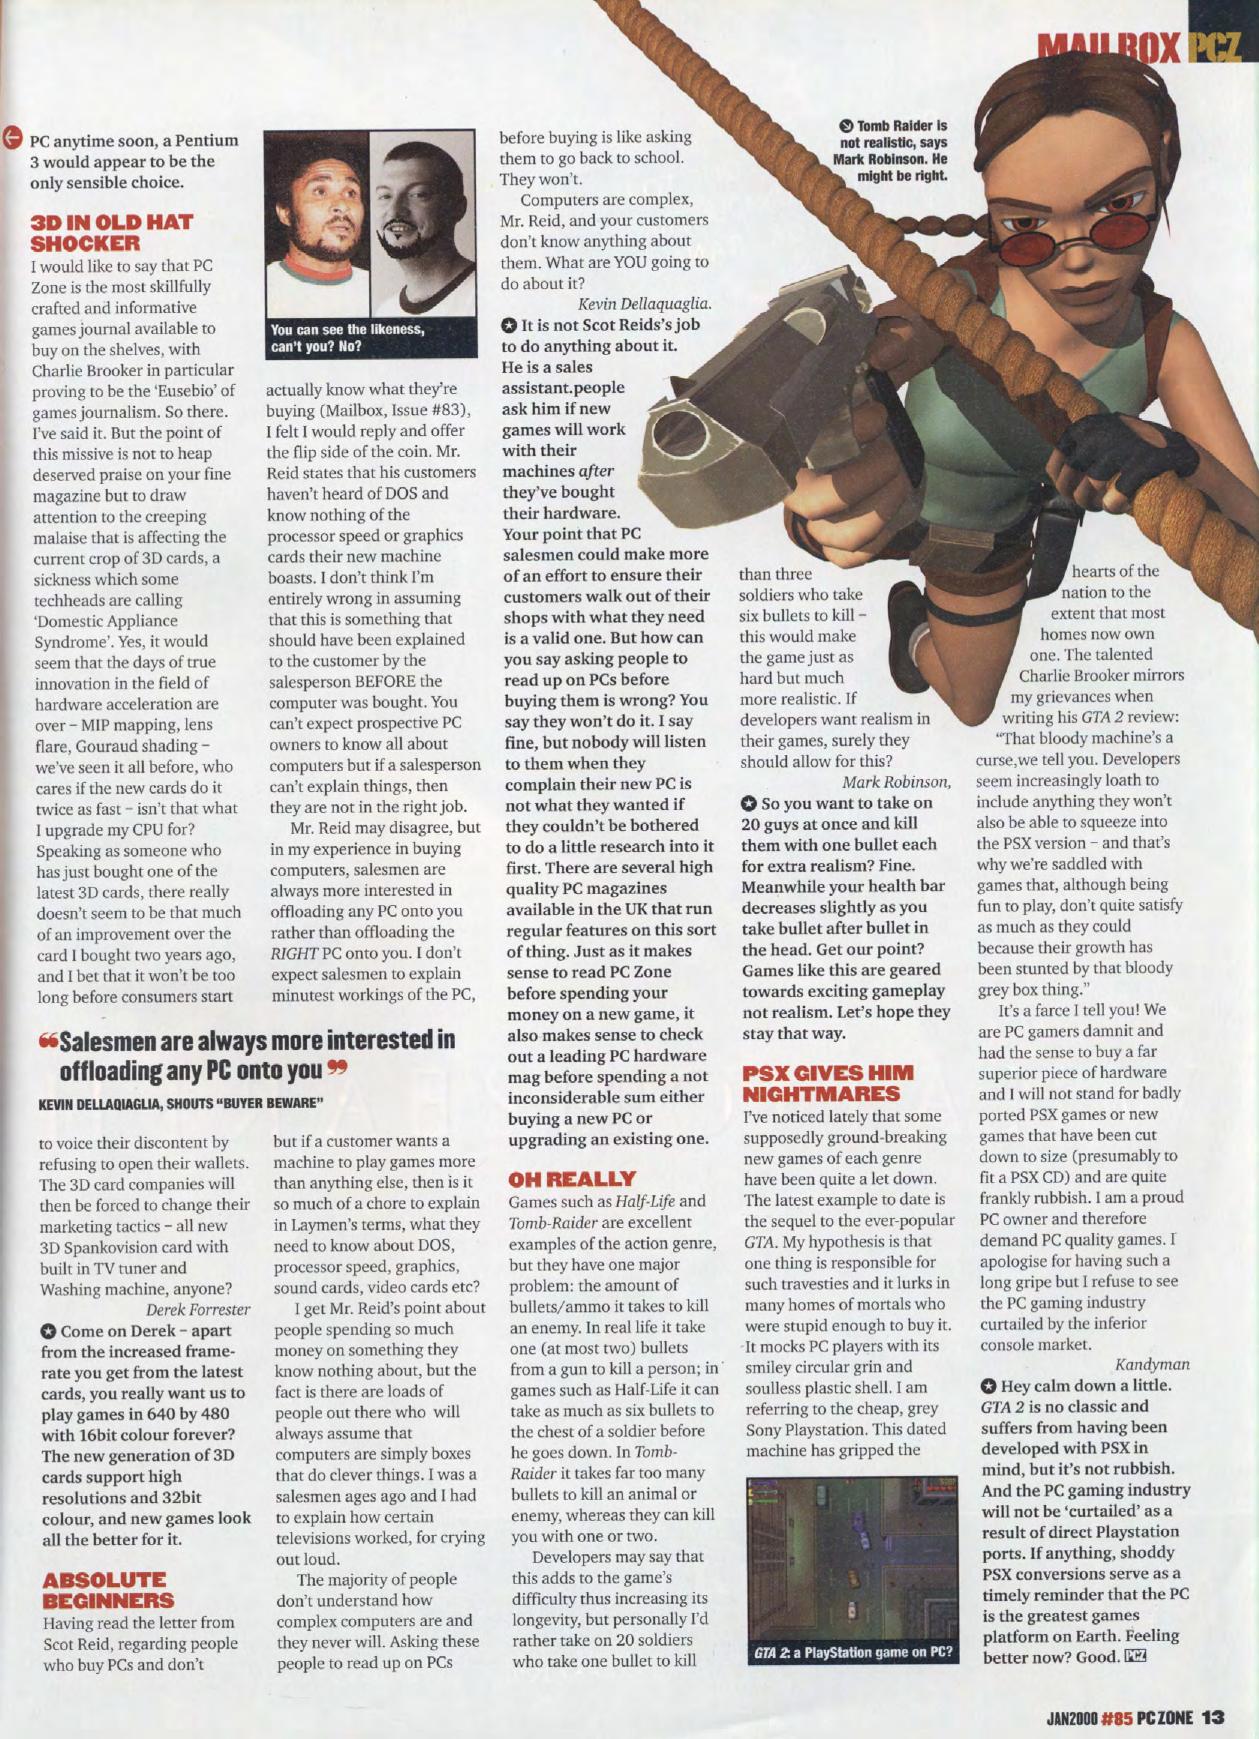 MAILBOX PCZ
PC anytime soon, a Pentium
3 would appear to be the
only sensible choice.
3D IN OLD HAT
SHOCKER
I would like to say that PC
Zone is the most skillfully
crafted and informative
games journal available to
buy on the shelves, with
Charlie Brooker in particular
proving to be the ‘Eusebio’ of
games journalism. So there.
I’ve said it. But the point of
this missive is not to heap
deserved praise on your fine
magazine but to draw
attention to the creeping
malaise that is affecting the
current crop of 3D cards, a
sickness which some
techheads are calling
‘Domestic Appliance
Syndrome’. Yes, it would
seem that the days of true
innovation in the field of
hardware acceleration are
over – MIP mapping, lens
flare, Gouraud shading –
we’ve seen it all before, who
cares if the new cards do it
twice as fast – isn’t that what
I upgrade my CPU for?
Speaking as someone who
has just bought one of the
latest 3D cards, there really
doesn’t seem to be that much
of an improvement over the
card I bought two years ago,
and I bet that it won’t be too
long before consumers start
to voice their discontent by
refusing to open their wallets.
The 3D card companies will
then be forced to change their
marketing tactics – all new
3D Spankovision card with
built in TV tuner and
Washing machine, anyone?
Derek Forrester
Come on Derek – apart
from the increased frame-
rate you get from the latest
cards, you really want us to
play games in 640 by 480
with 16bit colour forever?
The new generation of 3D
cards support high
resolutions and 32bit
colour, and new games look
all the better for it.
ABSOLUTE
BEGINNERS
Having read the letter from
Scot Reid, regarding people
who buy PCs and don’t
You can see the likeness,
can’t you? No?
actually know what they’re
buying (Mailbox, Issue #83),
I felt I would reply and offer
the flip side of the coin. Mr.
Reid states that his customers
haven’t heard of DOS and
know nothing of the
processor speed or graphics
cards their new machine
boasts. I don’t think I’m
entirely wrong in assuming
that this is something that
should have been explained
to the customer by the
salesperson BEFORE the
computer was bought. You
can’t expect prospective PC
owners to know all about
computers but if a salesperson
can’t explain things, then
they are not in the right job.
Mr. Reid may disagree, but
in my experience in buying
computers, salesmen are
always more interested in
offloading any PC onto you
rather than offloading the
RIGHT PC onto you. I don’t
expect salesmen to explain
minutest workings of the PC,
“Salesmen are always more interested in
offloading any PC onto you”
KEVIN DELLAQIAGLIA, SHOUTS “BUYER BEWARE”
but if a customer wants a
machine to play games more
than anything else, then is it
so much of a chore to explain
in Laymen’s terms, what they
need to know about DOS,
processor speed, graphics,
sound cards, video cards etc?
I get Mr. Reid’s point about
people spending so much
money on something they
know nothing about, but the
fact is there are loads of
people out there who will
always assume that
computers are simply boxes
that do clever things. I was a
salesmen ages ago and I had
to explain how certain
televisions worked, for crying
out loud.
The majority of people
don’t understand how
complex computers are and
they never will. Asking these
people to read up on PCs
before buying is like asking
them to go back to school.
They won’t.
Computers are complex,
Mr. Reid, and your customers
don’t know anything about
them. What are YOU going to
do about it?
Kevin Dellaquaglia.
It is not Scot Reids’s job
to do anything about it.
He is a sales
assistant.people
ask him if new
games will work
with their
machines after
they’ve bought
their hardware.
Your point that PC
salesmen could make more
of an effort to ensure their
customers walk out of their
shops with what they need
is a valid one. But how can
you say asking people to
read up on PCs before
buying them is wrong? You
say they won’t do it. I say
fine, but nobody will listen
to them when they
complain their new PC is
not what they wanted if
they couldn’t be bothered
to do a little research into it
first. There are several high
quality PC magazines
available in the UK that run
regular features on this sort
of thing. Just as it makes
sense to read PC Zone
before spending your
money on a new game, it
also makes sense to check
out a leading PC hardware
mag before spending a not
inconsiderable sum either
buying a new PC or
upgrading an existing one.
OH REALLY
Games such as Half-Life and
Tomb-Raider are excellent
examples of the action genre,
but they have one major
problem: the amount of
bullets/ammo it takes to kill
an enemy. In real life it take
one (at most two) bullets
from a gun to kill a person; in
games such as Half-Life it can
take as much as six bullets to
the chest of a soldier before
he goes down. In Tomb-
Raider it takes far too many
bullets to kill an animal or
enemy, whereas they can kill
you with one or two.
Developers may say that
this adds to the game’s
difficulty thus increasing its
longevity, but personally I’d
rather take on 20 soldiers
who take one bullet to kill
Tomb Raider is
not realistic, says
Mark Robinson. He
might be right.
than three
soldiers who take
six bullets to kill –
this would make
the game just as
hard but much
more realistic. If
developers want realism in
their games, surely they
should allow for this?
Mark Robinson,
So you want to take on
20 guys at once and kill
them with one bullet each
for extra realism? Fine.
Meanwhile your health bar
decreases slightly as you
take bullet after bullet in
the head. Get our point?
Games like this are geared
towards exciting gameplay
not realism. Let’s hope they
stay that way.
PSX GIVES HIM
NIGHTMARES
I’ve noticed lately that some
supposedly ground-breaking
new games of each genre
have been quite a let down.
The latest example to date is
the sequel to the ever-popular
GTA. My hypothesis is that
one thing is responsible for
such travesties and it lurks in
many homes of mortals who
were stupid enough to buy it.
It mocks PC players with its
smiley circular grin and
soulless plastic shell. I am
referring to the cheap, grey
Sony Playstation. This dated
machine has gripped the
GTA 2: a PlayStation game on PC?
hearts of the
nation to the
extent that most
homes now own
one. The talented
Charlie Brooker mirrors
my grievances when
writing his GTA 2 review:
“That bloody machine’s a
curse,we tell you. Developers
seem increasingly loath to
include anything they won’t
also be able to squeeze into
the PSX version – and that’s
why we’re saddled with
games that, although being
fun to play, don’t quite satisfy
as much as they could
because their growth has
been stunted by that bloody
grey box thing.”
It’s a farce I tell you! We
are PC gamers damnit and
had the sense to buy a far
superior piece of hardware
and I will not stand for badly
ported PSX games or new
games that have been cut
down to size (presumably to
fit a PSX CD) and are quite
frankly rubbish. I am a proud
PC owner and therefore
demand PC quality games. I
apologise for having such a
long gripe but I refuse to see
the PC gaming industry
curtailed by the inferior
console market.
Kandyman
Hey calm down a little.
GTA 2 is no classic and
suffers from having been
developed with PSX in
mind, but it’s not rubbish.
And the PC gaming industry
will not be ‘curtailed’ as a
result of direct Playstation
ports. If anything, shoddy
PSX conversions serve as a
timely reminder that the PC
is the greatest games
platform on Earth. Feeling
better now? Good. PCZ
JAN2000 #85 PC ZONE 13